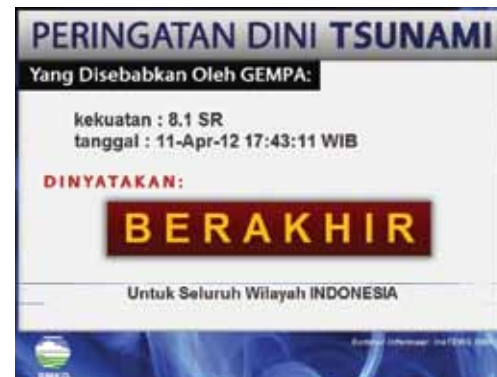 PERINGATAN DINI TSUNAMI
Yang Disebabkan Oleh GEMPA:
kekuatan : 8.1 SR
tanggal : 11-Apr-12 17:43:11 WIB
DINYATAKAN:
BERAKHIR
Untuk Seluruh Wilayah INDONESIA